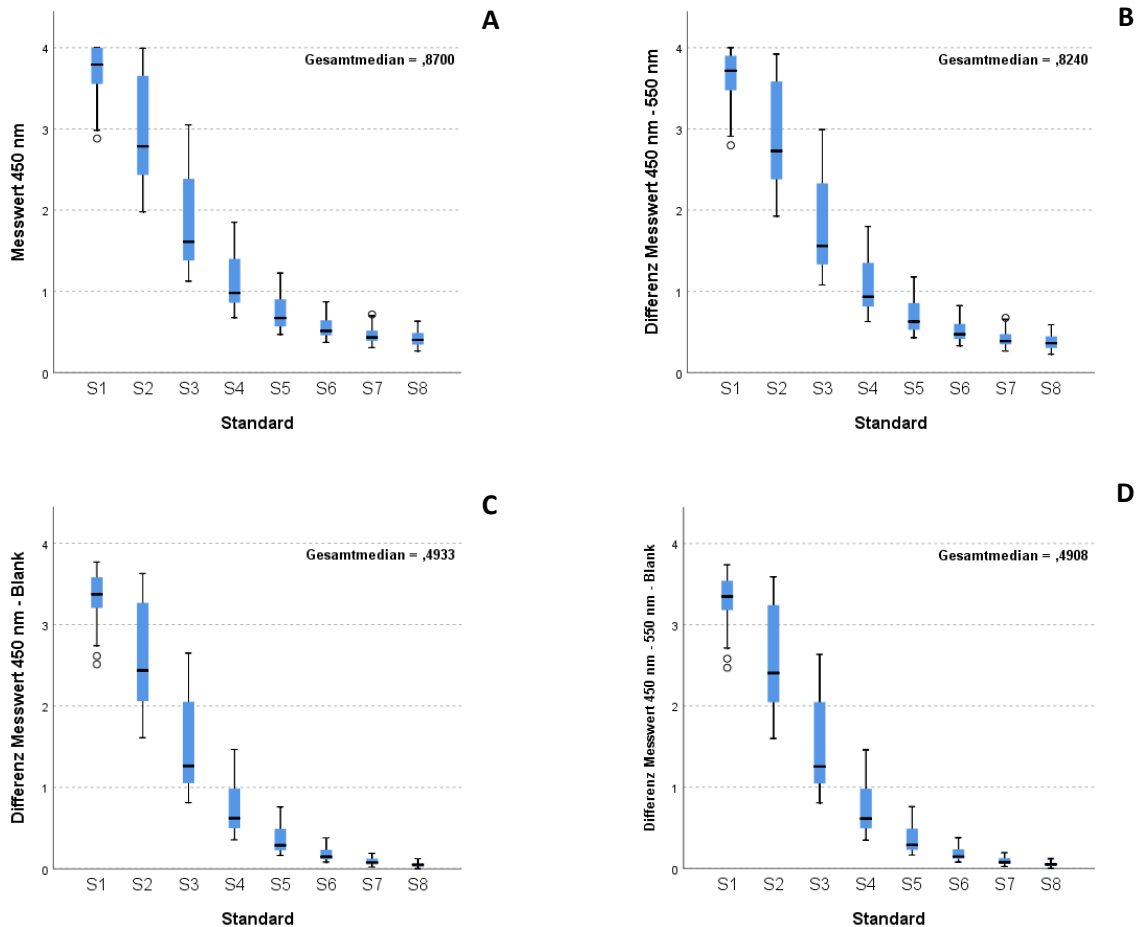 A
Gesamtmedian = ,8700
Messwert 450 nm
4
3
2
1
0
S1 S2 S3 S4 S5 S6 S7 S8
Standard
B
Gesamtmedian = ,8240
Differenz Messwert 450 nm - 550 nm
4
3
2
1
0
S1 S2 S3 S4 S5 S6 S7 S8
Standard
C
Gesamtmedian = ,4933
Differenz Messwert 450 nm - Blank
4
3
2
1
0
S1 S2 S3 S4 S5 S6 S7 S8
Standard
D
Gesamtmedian = ,4908
Differenz Messwert 450 nm - 550 nm - Blank
4
3
2
1
0
S1 S2 S3 S4 S5 S6 S7 S8
Standard